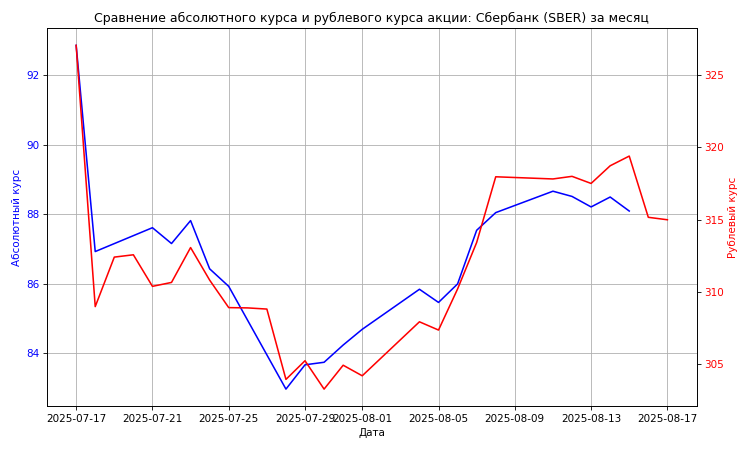 Сравнение абсолютного курса и рублевого курса акции: Сбербанк (SBER) за месяц
92
90
88
86
84
Абсолютный курс
325
320
315
310
305
Рублевый курс
2025-07-17 2025-07-21 2025-07-25 2025-07-29 2025-08-01 2025-08-05 2025-08-09 2025-08-13 2025-08-17
Дата